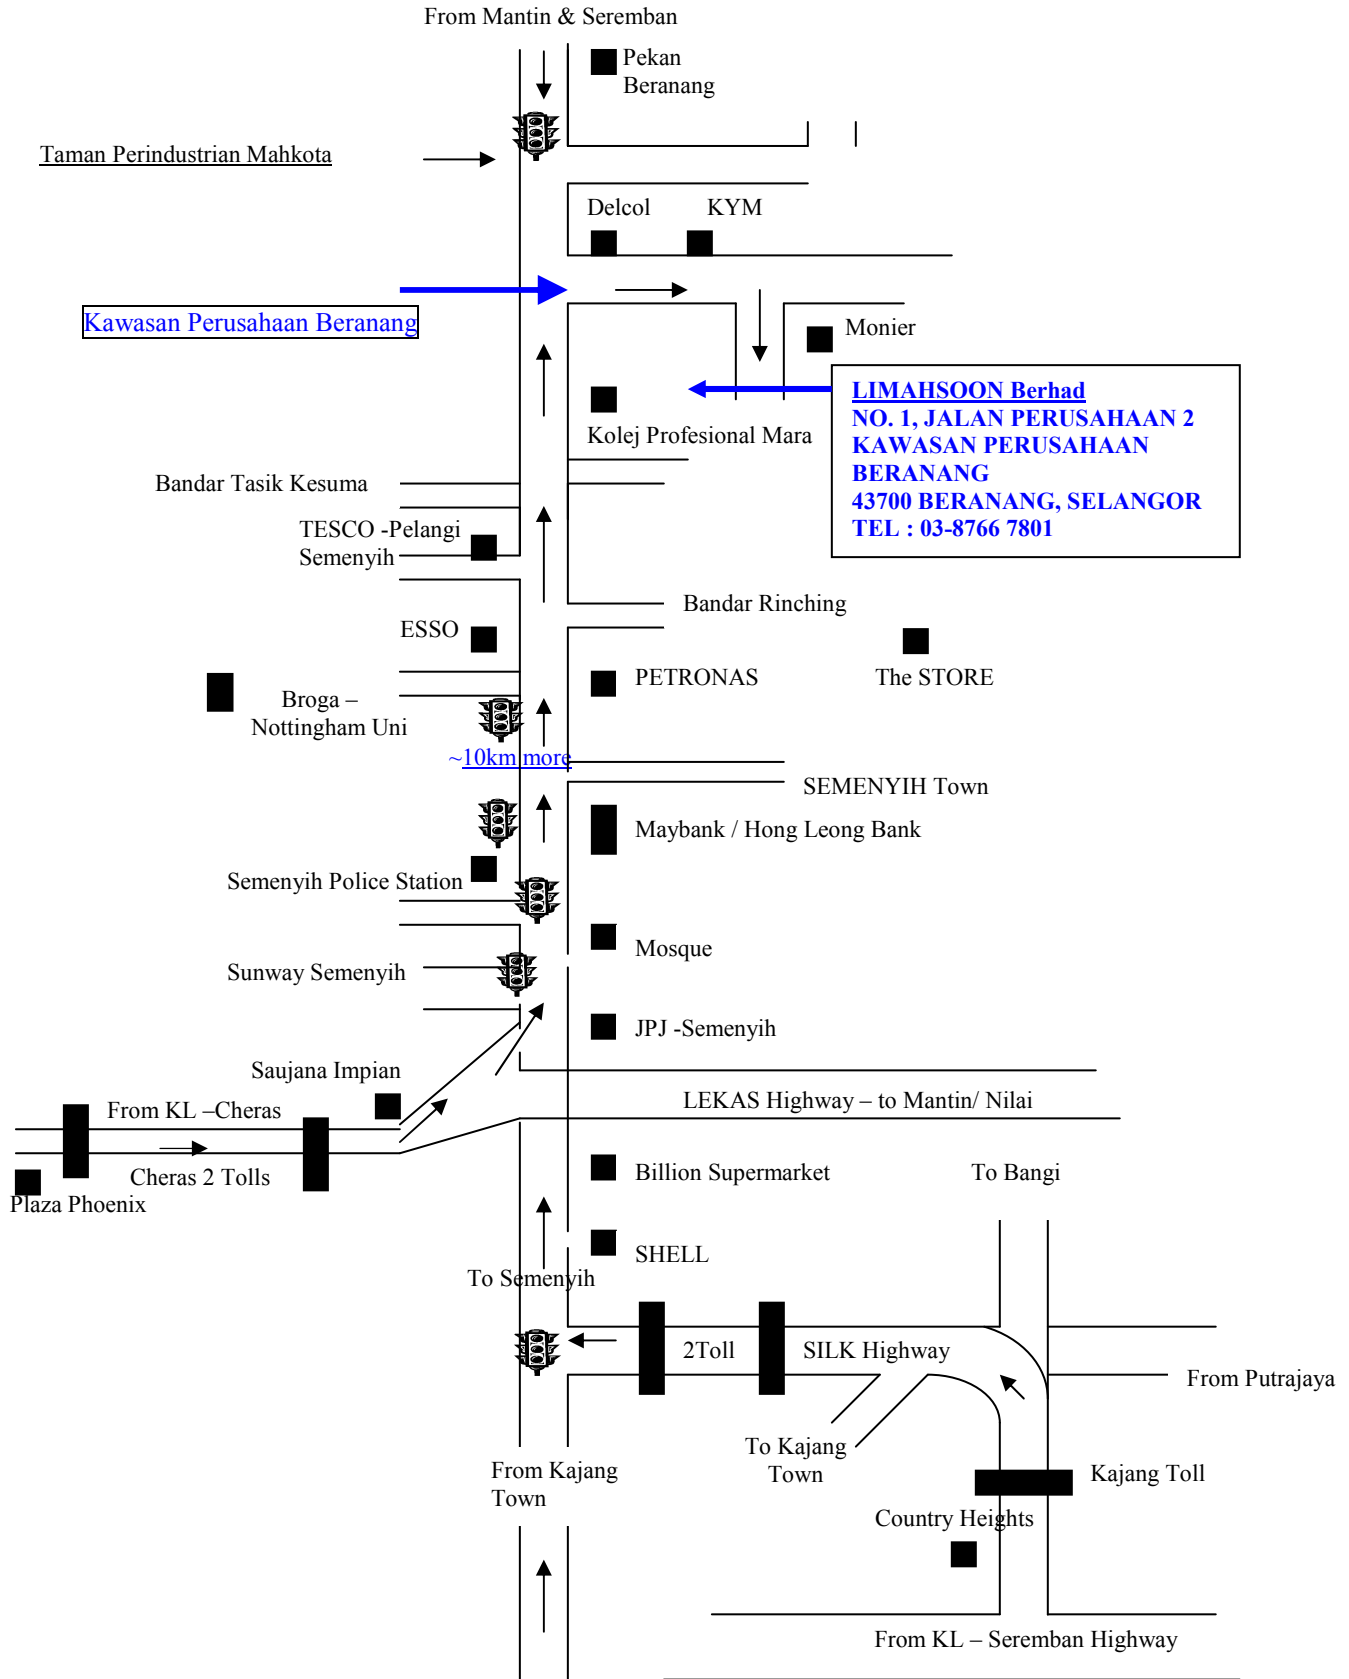 From Mantin & Seremban
Pekan
Beranang
Taman Perindustrian Mahkota
Delcol
KYM
Kawasan Perusahaan Beranang
Monier
LIMAHSOON Berhad
NO. 1, JALAN PERUSAHAAN 2
KAWASAN PERUSAHAAN
BERANANG
43700 BERANANG, SELANGOR
TEL : 03-8766 7801
Kolej Profesional Mara
Bandar Tasik Kesuma
TESCO -Pelangi
Semenyih
Bandar Rinching
ESSO
PETRONAS
The STORE
Broga –
Nottingham Uni
~10km more
SEMENYIH Town
Maybank / Hong Leong Bank
Semenyih Police Station
Mosque
Sunway Semenyih
JPJ -Semenyih
Saujana Impian
LEKAS Highway – to Mantin/ Nilai
From KL –Cheras
Cheras 2 Tolls
Plaza Phoenix
Billion Supermarket
To Bangi
SHELL
To Semenyih
2Toll
SILK Highway
From Putrajaya
To Kajang
Town
From Kajang
Town
Kajang Toll
Country Heights
From KL – Seremban Highway